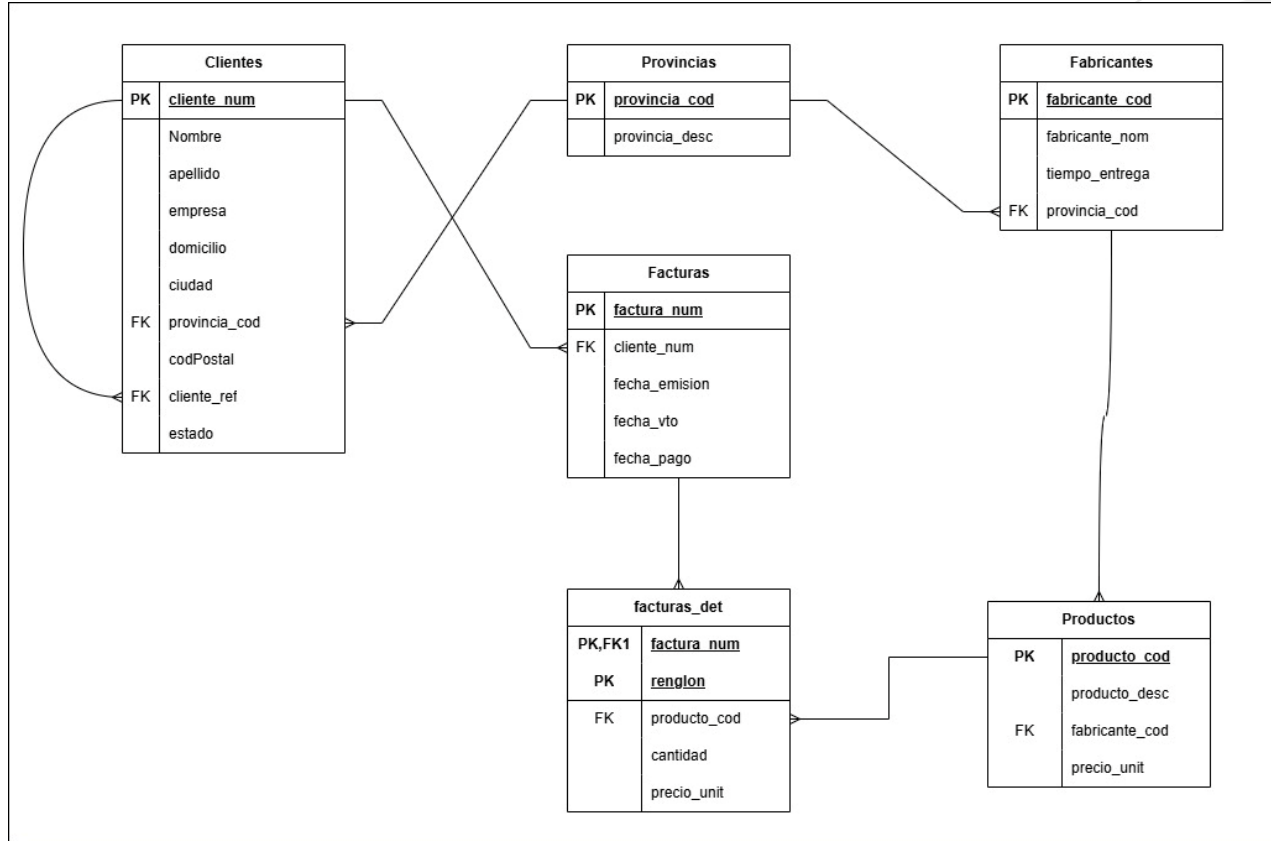 Clientes
PK cliente_num
Nombre
apellido
empresa
domicilio
ciudad
FK provincia_cod
codPostal
FK cliente_ref
estado
Provincias
PK provincia_cod
provincia_desc
Fabricantes
PK fabricante_cod
fabricante_nom
tiempo_entrega
FK provincia_cod
Facturas
PK factura_num
FK cliente_num
fecha_emision
fecha_vto
fecha_pago
facturas_det
PK,FK1 factura_num
PK renglon
FK producto_cod
cantidad
precio_unit
Productos
PK producto_cod
producto_desc
FK fabricante_cod
precio_unit